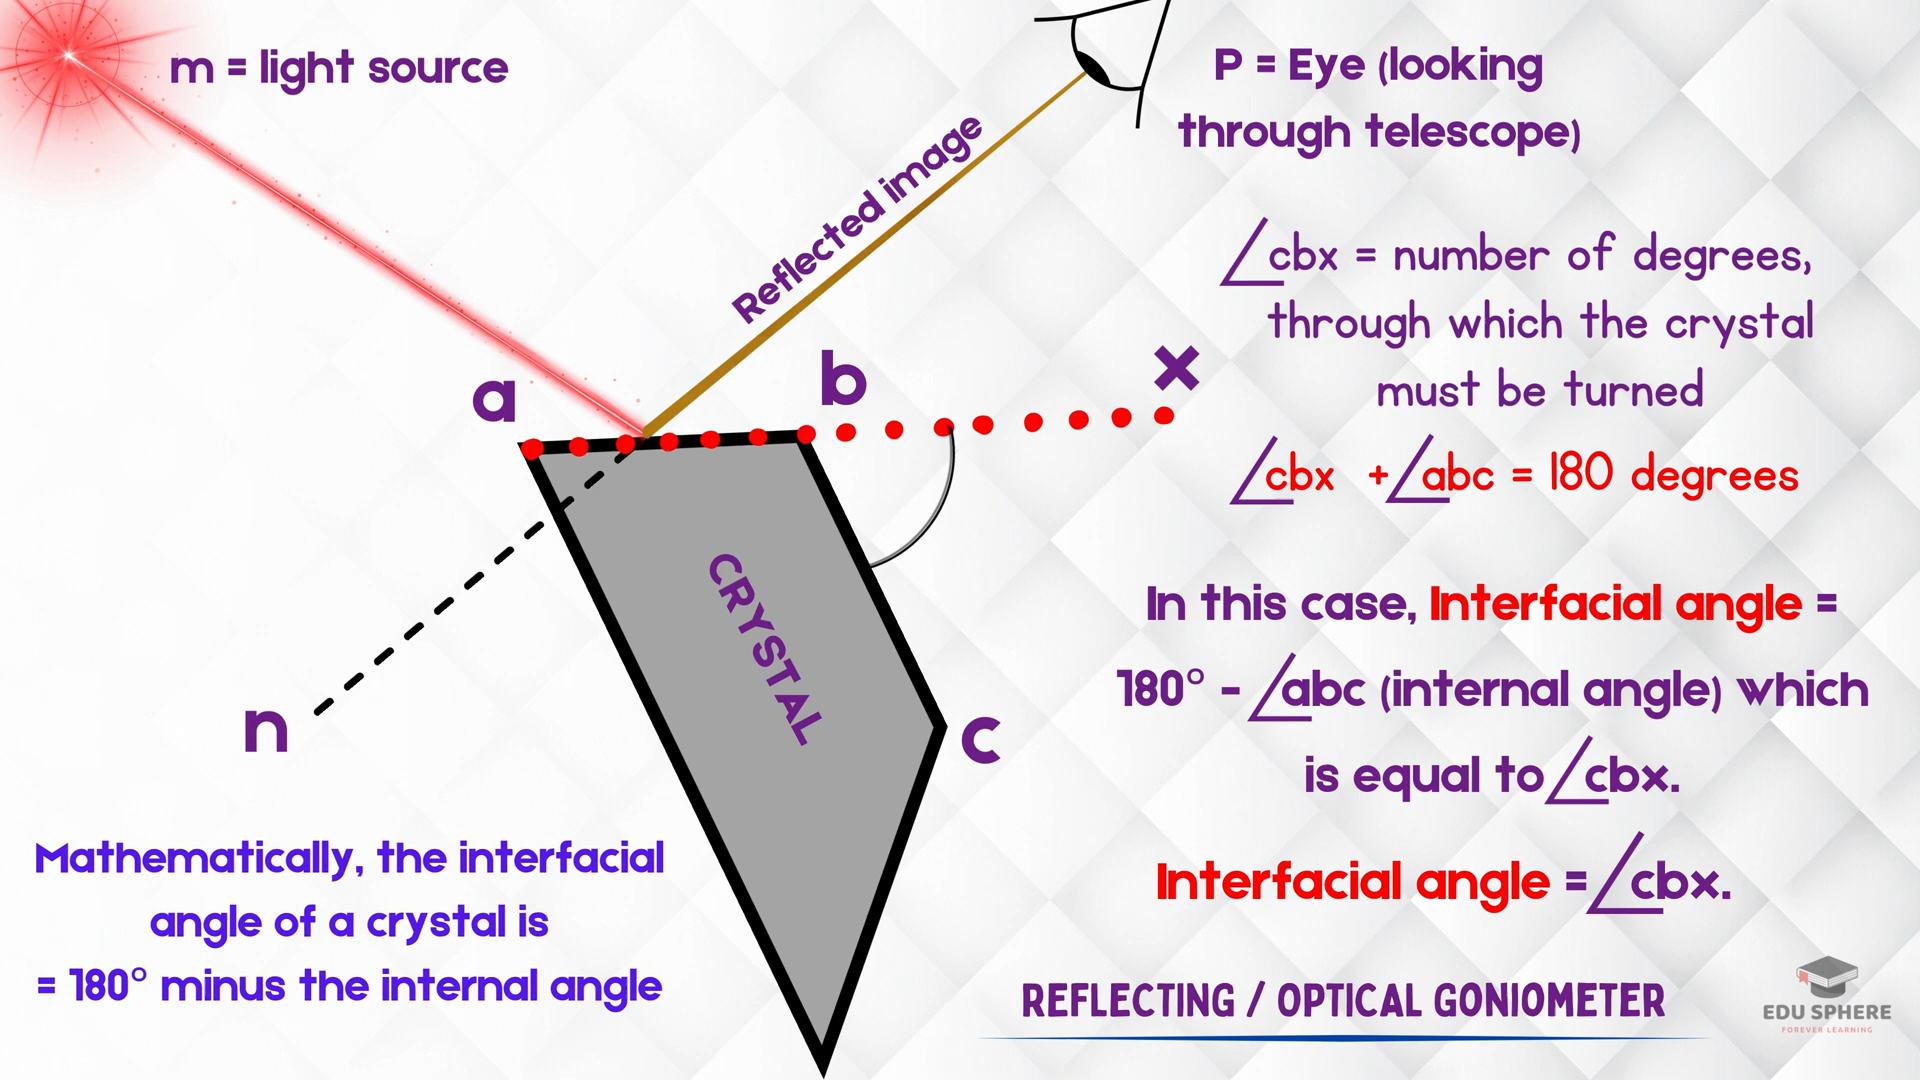 m = light source
P = Eye (looking
through telescope)
Reflected image
∠cbx = number of degrees,
through which the crystal
must be turned
a
b
x
∠cbx +∠abc = 180 degrees
CRYSTAL
In this case, Interfacial angle =
180° - ∠abc (internal angle) which
is equal to ∠cbx.
n
c
Interfacial angle = ∠cbx.
Mathematically, the interfacial
angle of a crystal is
= 180° minus the internal angle
REFLECTING / OPTICAL GONIOMETER
EDU SPHERE
FOREVER LEARNING